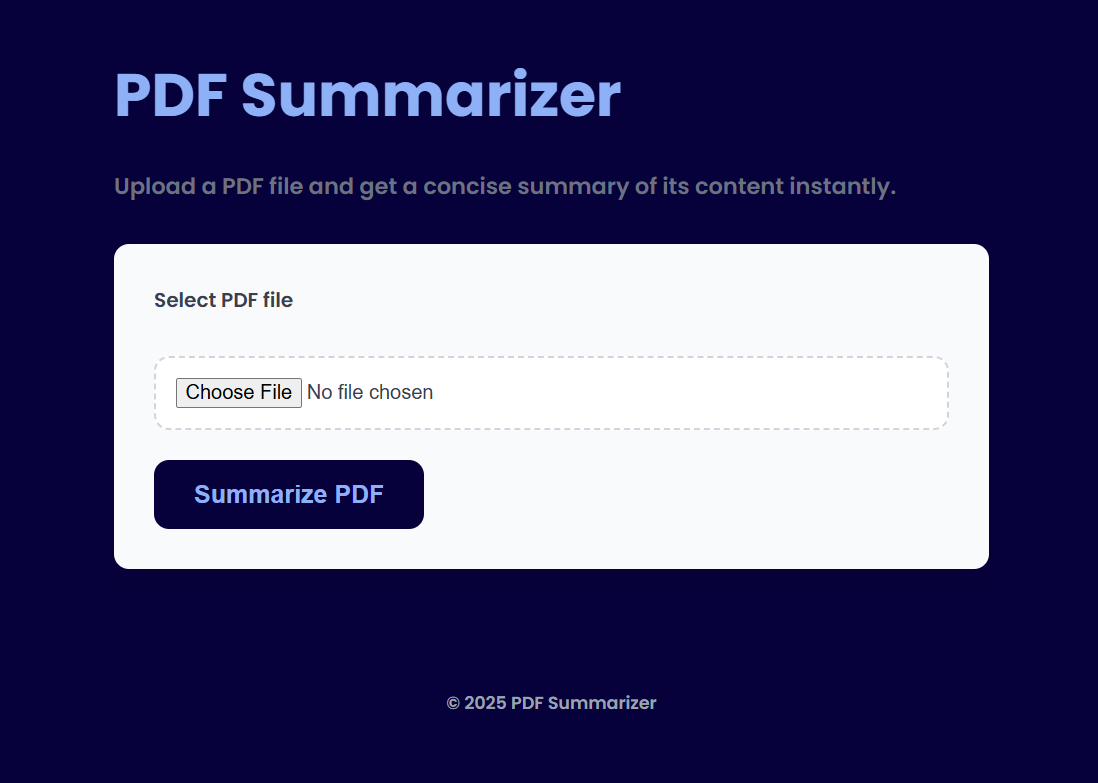 PDF Summarizer
Upload a PDF file and get a concise summary of its content instantly.
Select PDF file
Choose File No file chosen
Summarize PDF
© 2025 PDF Summarizer